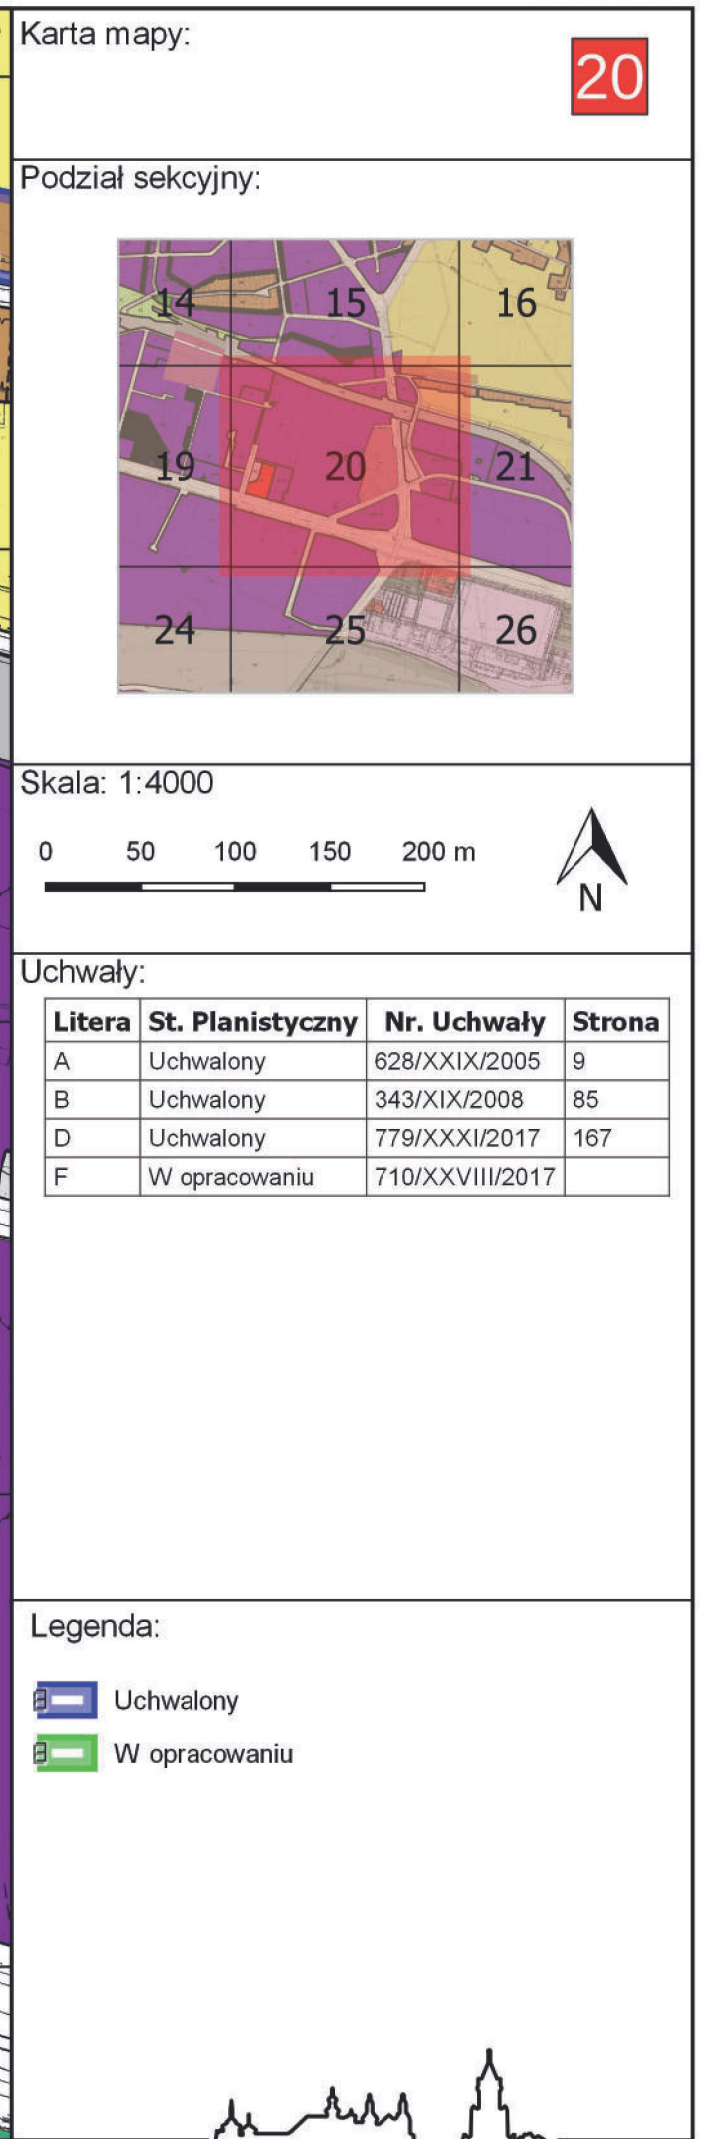 Karta mapy:
20
Podział sekcyjny:
14 15 16
19 20 21
24 25 26
Skala: 1:4000
0 50 100 150 200 m
N
Uchwały:
Litera St. Planistyczny Nr. Uchwały Strona
A Uchwalony 628/XXIX/2005 9
B Uchwalony 343/XIX/2008 85
D Uchwalony 779/XXXI/2017 167
F W opracowaniu 710/XXVIII/2017
Legenda:
Uchwalony
W opracowaniu